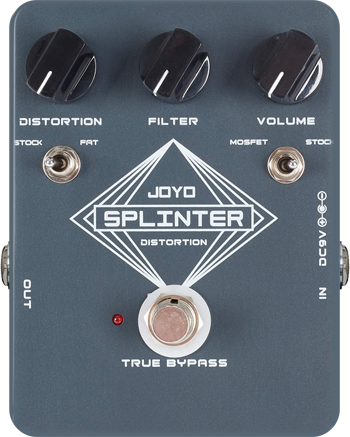 DISTORTION FILTER VOLUME
STOCK FAT MOSFET STOCK
JOYO
SPLINTER
DISTORTION
DC9V
OUT
IN
TRUE BYPASS